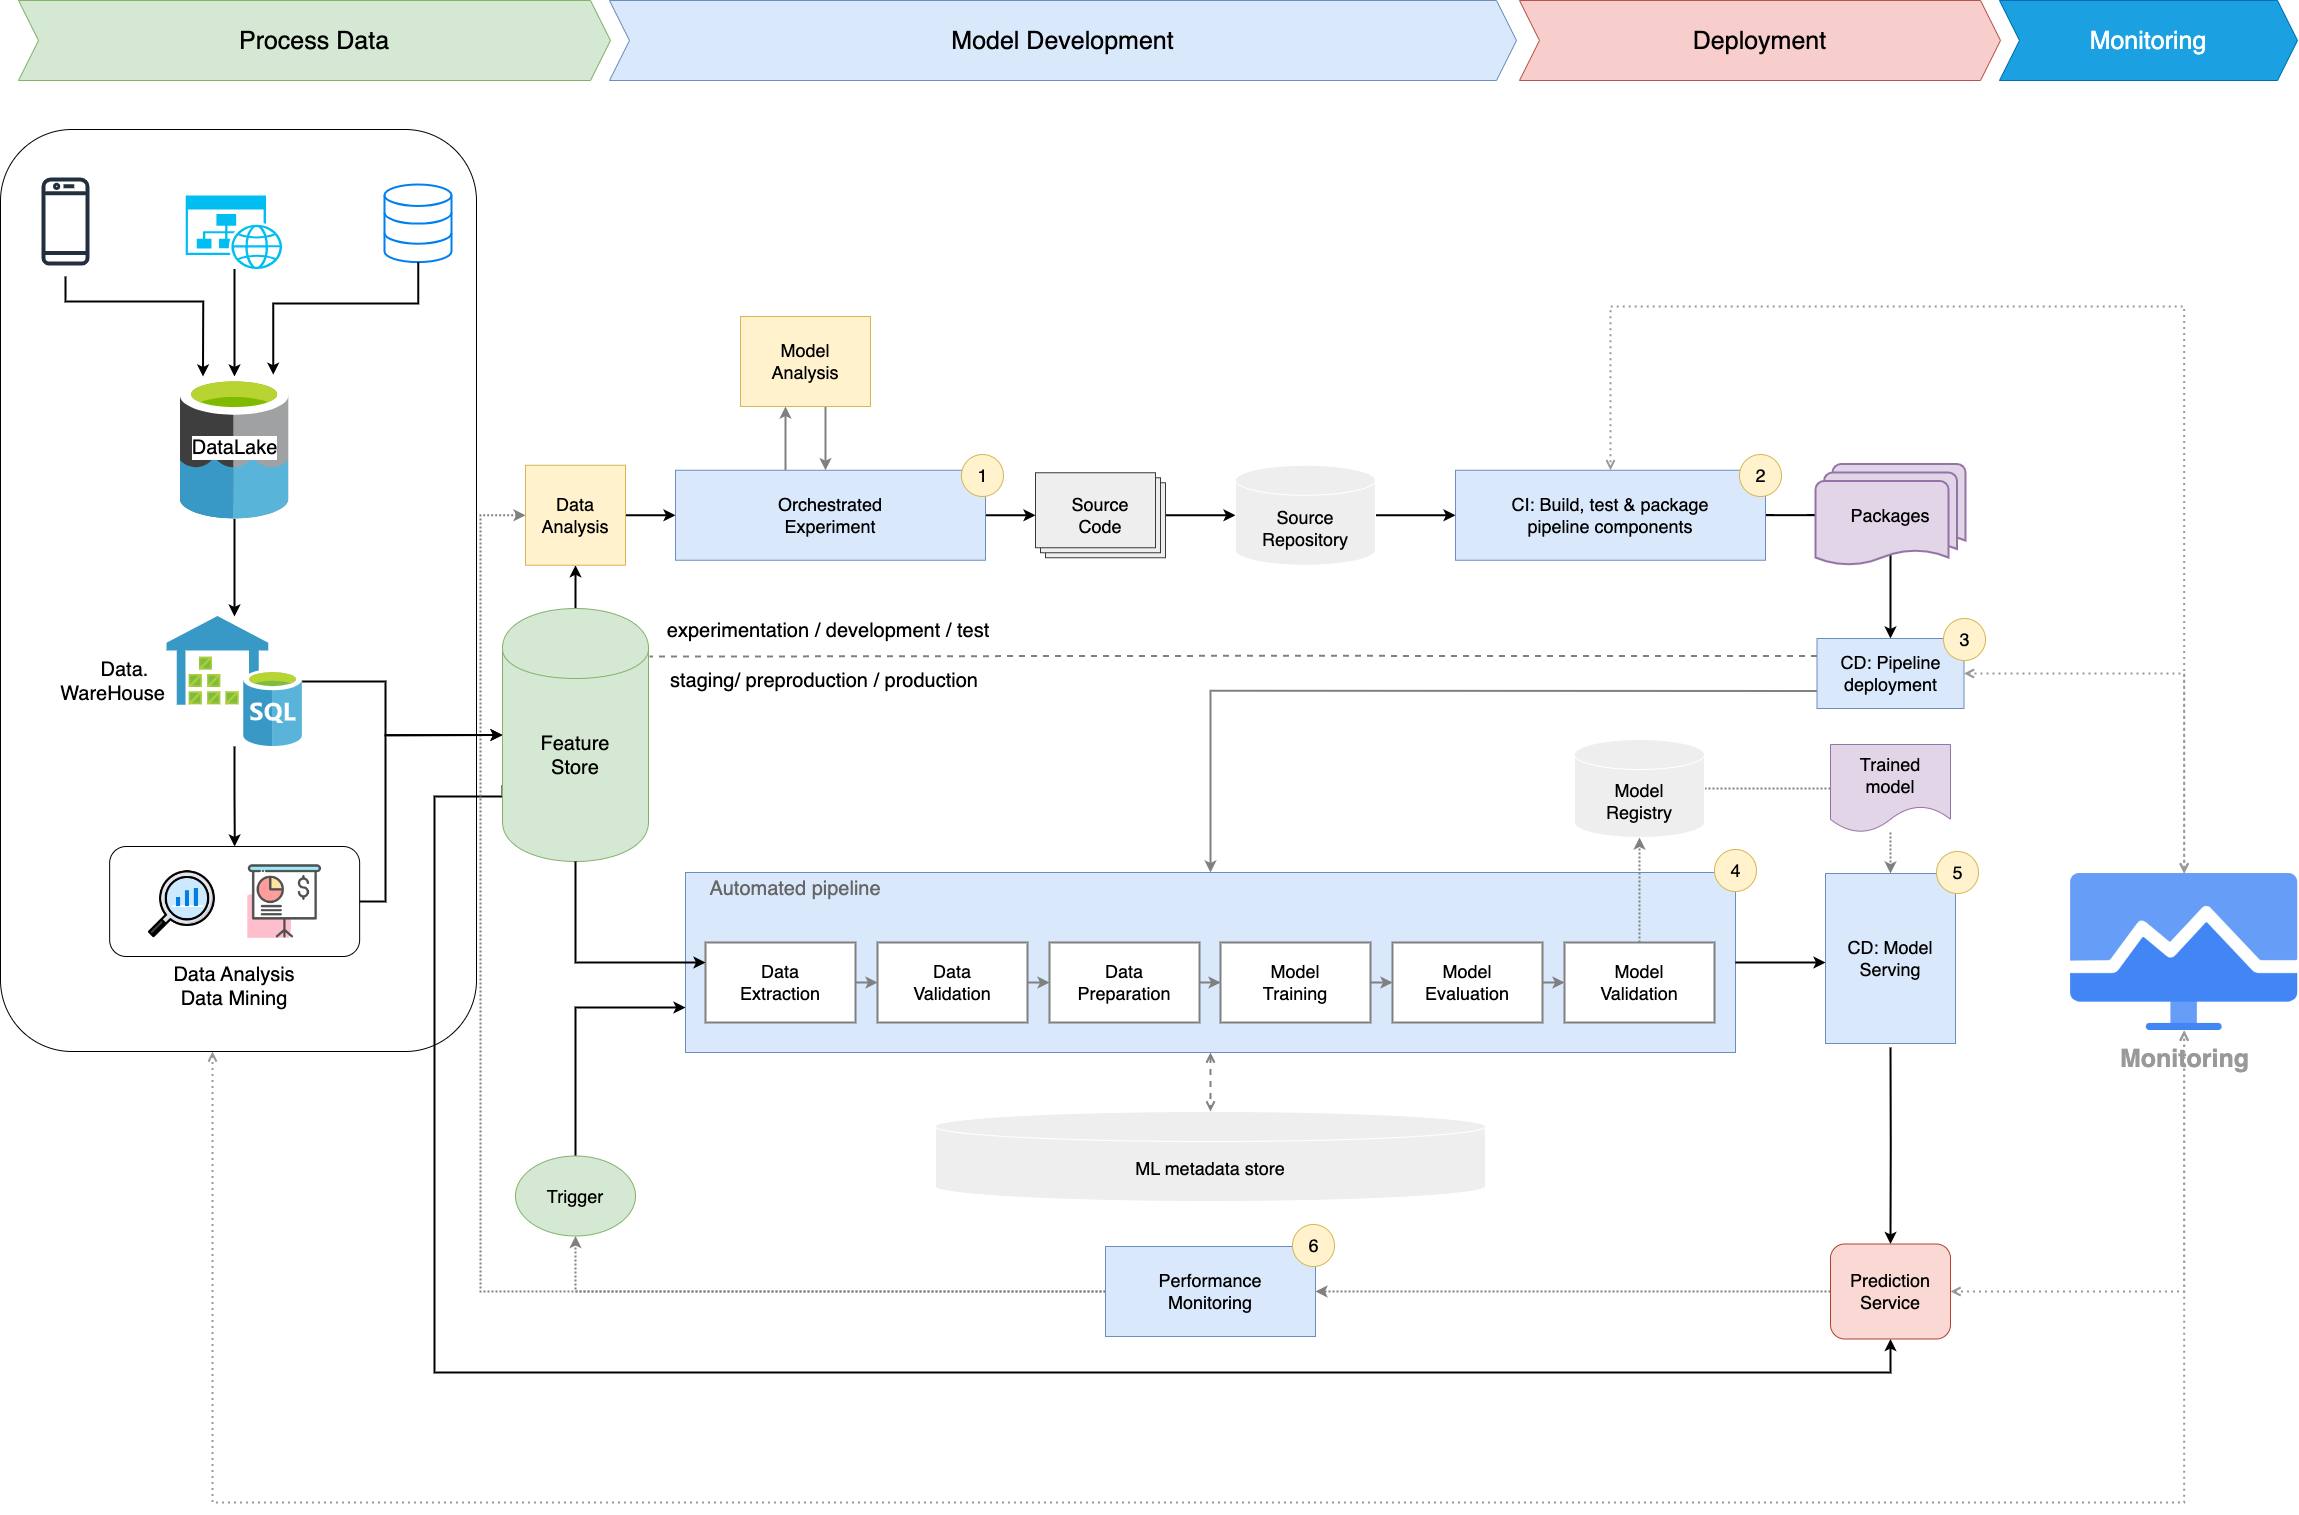 Process Data
Model Development
Deployment
Monitoring
DataLake
Data.
WareHouse
SQL
Data Analysis
Data Mining
Model
Analysis
Data
Analysis
Orchestrated
Experiment
1
Source
Code
Source
Repository
CI: Build, test & package
pipeline components
2
Packages
experimentation / development / test
staging/ preproduction / production
Feature
Store
CD: Pipeline
deployment
3
Model
Registry
Trained
model
Automated pipeline
4
Data
Extraction
Data
Validation
Data
Preparation
Model
Training
Model
Evaluation
Model
Validation
CD: Model
Serving
5
Monitoring
ML metadata store
Trigger
Performance
Monitoring
6
Prediction
Service